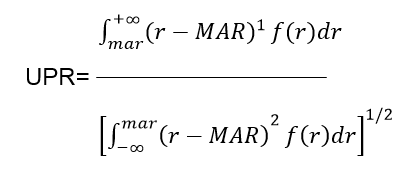 ∫_{mar}^{+∞}(r − MAR)¹ f(r)dr
UPR=
[∫_{−∞}^{mar}(r − MAR)² f(r)dr]^{1/2}